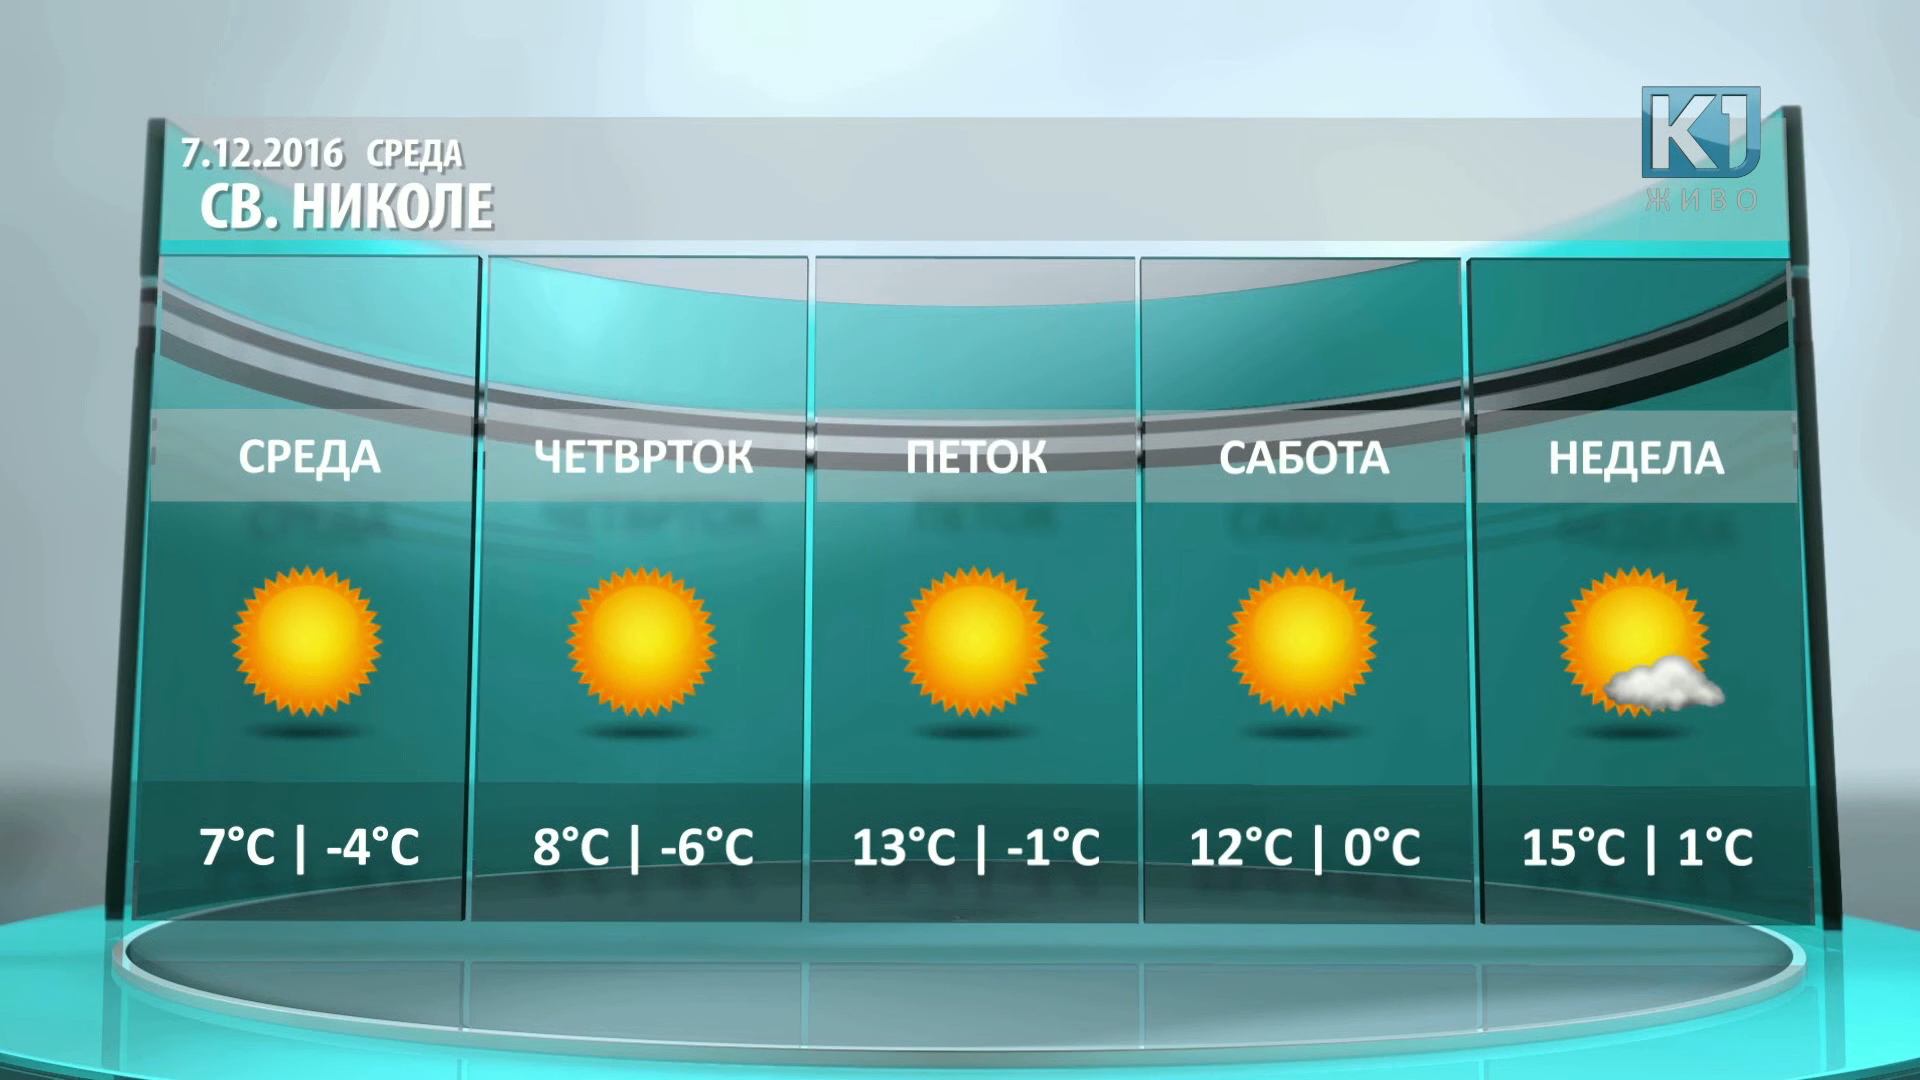 7.12.2016 СРЕДА
СВ. НИКОЛЕ
К1
ЖИВО
СРЕДА
ЧЕТВРТОК
ПЕТОК
САБОТА
НЕДЕЛА
7°C | -4°C
8°C | -6°C
13°C | -1°C
12°C | 0°C
15°C | 1°C